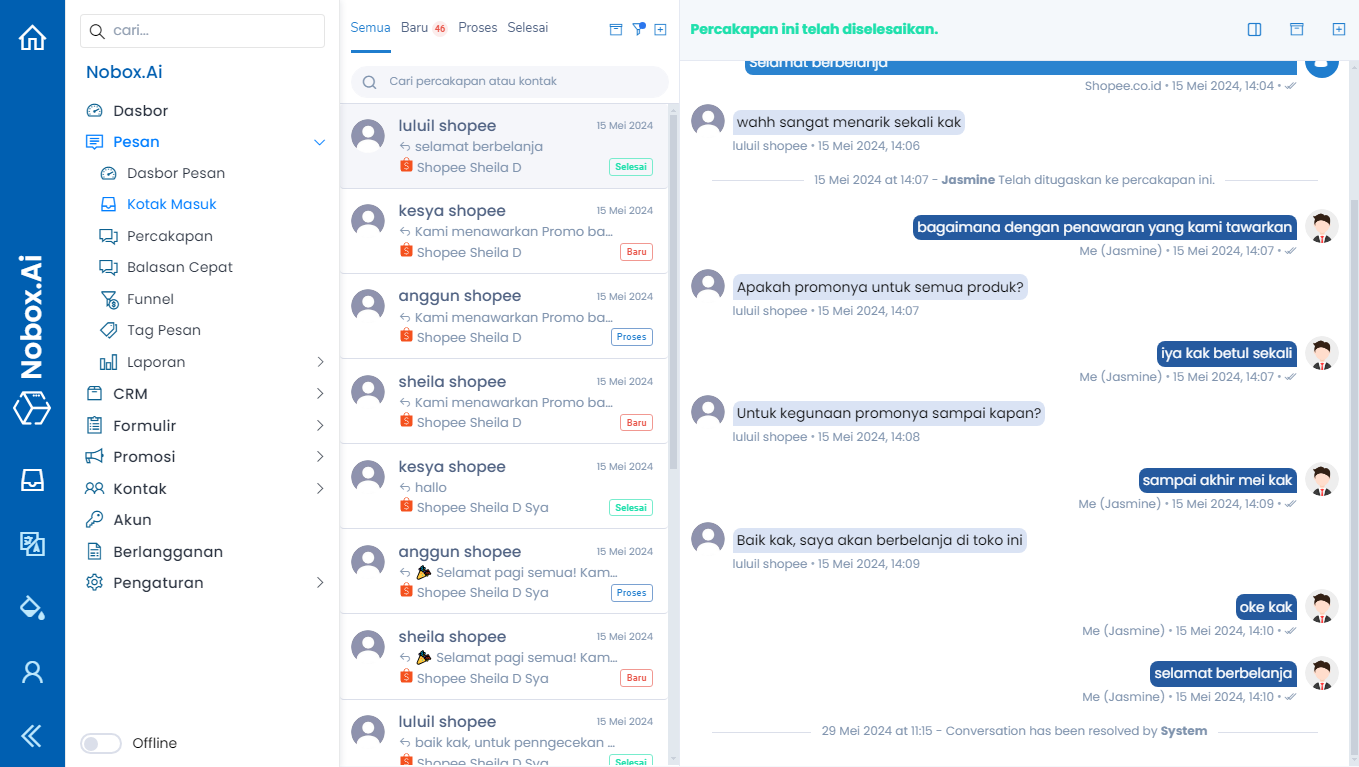 Nobox.Ai
cari...
Nobox.Ai
Dasbor
Pesan
Dasbor Pesan
Kotak Masuk
Percakapan
Balasan Cepat
Funnel
Tag Pesan
Laporan
CRM
Formulir
Promosi
Kontak
Akun
Berlangganan
Pengaturan
Offline
Semua Baru 46 Proses Selesai
Cari percakapan atau kontak
luluil shopee 15 Mei 2024
selamat berbelanja
Shopee Sheila D Selesai
kesya shopee 15 Mei 2024
Kami menawarkan Promo ba...
Shopee Sheila D Baru
anggun shopee 15 Mei 2024
Kami menawarkan Promo ba...
Shopee Sheila D Proses
sheila shopee 15 Mei 2024
Kami menawarkan Promo ba...
Shopee Sheila D Baru
kesya shopee 15 Mei 2024
hallo
Shopee Sheila D Sya Selesai
anggun shopee 15 Mei 2024
🎉 Selamat pagi semua! Kam...
Shopee Sheila D Sya Proses
sheila shopee 15 Mei 2024
🎉 Selamat pagi semua! Kam...
Shopee Sheila D Sya Baru
luluil shopee 15 Mei 2024
baik kak, untuk penngecekan ...
Shopee Sheila D Sya Selesai
Percakapan ini telah diselesaikan.
Selamat berbelanja
Shopee.co.id • 15 Mei 2024, 14:04 •
wahh sangat menarik sekali kak
luluil shopee • 15 Mei 2024, 14:06
15 Mei 2024 at 14:07 - Jasmine Telah ditugaskan ke percakapan ini.
bagaimana dengan penawaran yang kami tawarkan
Me (Jasmine) • 15 Mei 2024, 14:07 •
Apakah promonya untuk semua produk?
luluil shopee • 15 Mei 2024, 14:07
iya kak betul sekali
Me (Jasmine) • 15 Mei 2024, 14:07 •
Untuk kegunaan promonya sampai kapan?
luluil shopee • 15 Mei 2024, 14:08
sampai akhir mei kak
Me (Jasmine) • 15 Mei 2024, 14:09 •
Baik kak, saya akan berbelanja di toko ini
luluil shopee • 15 Mei 2024, 14:09
oke kak
Me (Jasmine) • 15 Mei 2024, 14:10 •
selamat berbelanja
Me (Jasmine) • 15 Mei 2024, 14:10 •
29 Mei 2024 at 11:15 - Conversation has been resolved by System